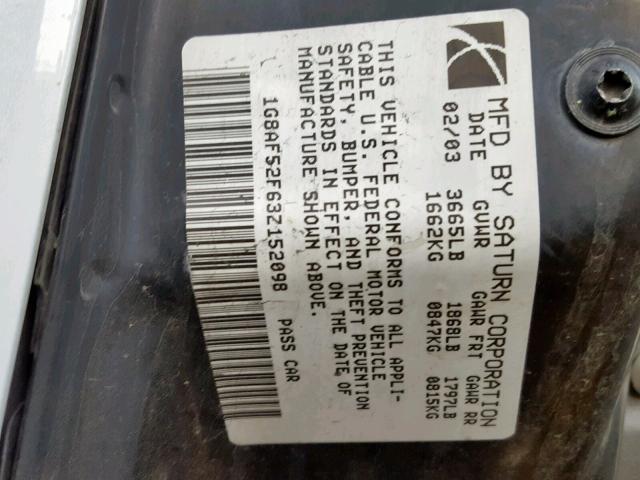 MFD BY SATURN CORPORATION
DATE GVWR GAWR FRT GAWR RR
02/03 3665LB 1868LB 1797LB
1662KG 0847KG 0815KG
THIS VEHICLE CONFORMS TO ALL APPLI-
CABLE U.S. FEDERAL MOTOR VEHICLE
SAFETY, BUMPER, AND THEFT PREVENTION
STANDARDS IN EFFECT ON THE DATE OF
MANUFACTURE SHOWN ABOVE.
1G8AF52F63Z152098 PASS CAR